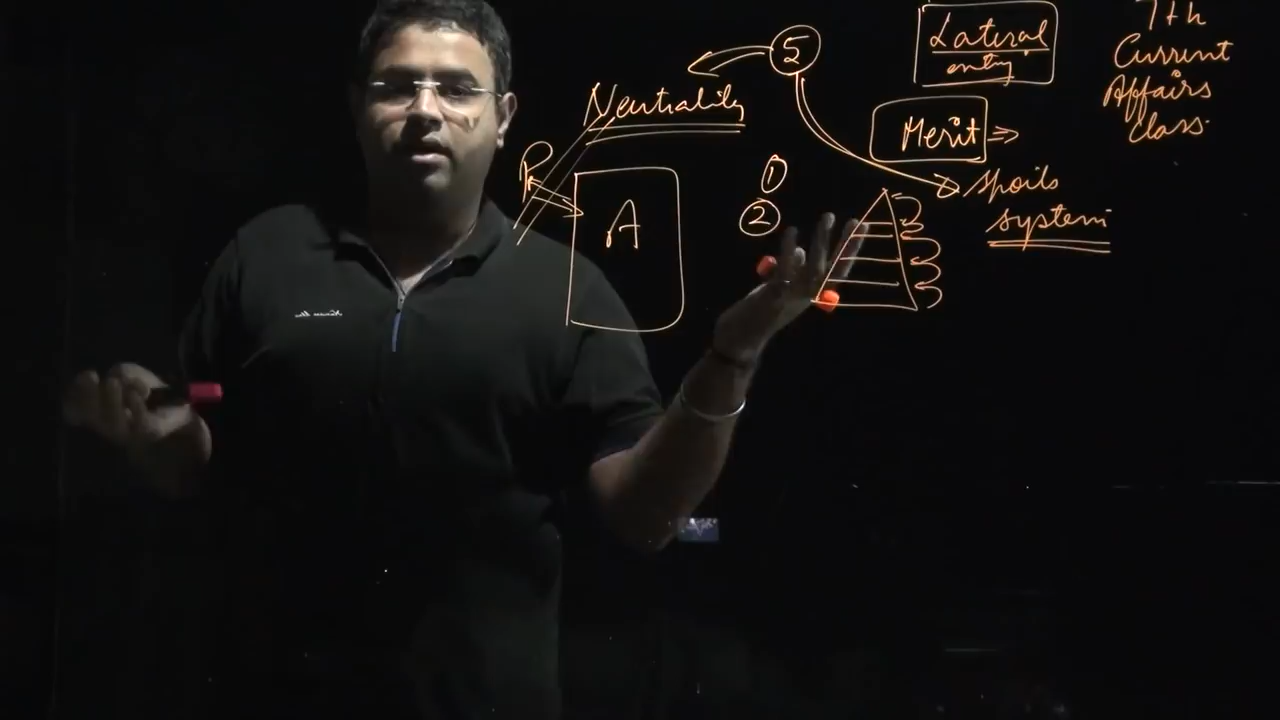 7th
Current
Affairs
Class
Lateral
entry
5
Neutrality
Merit ⇒
P
A
1
2
spoils
system